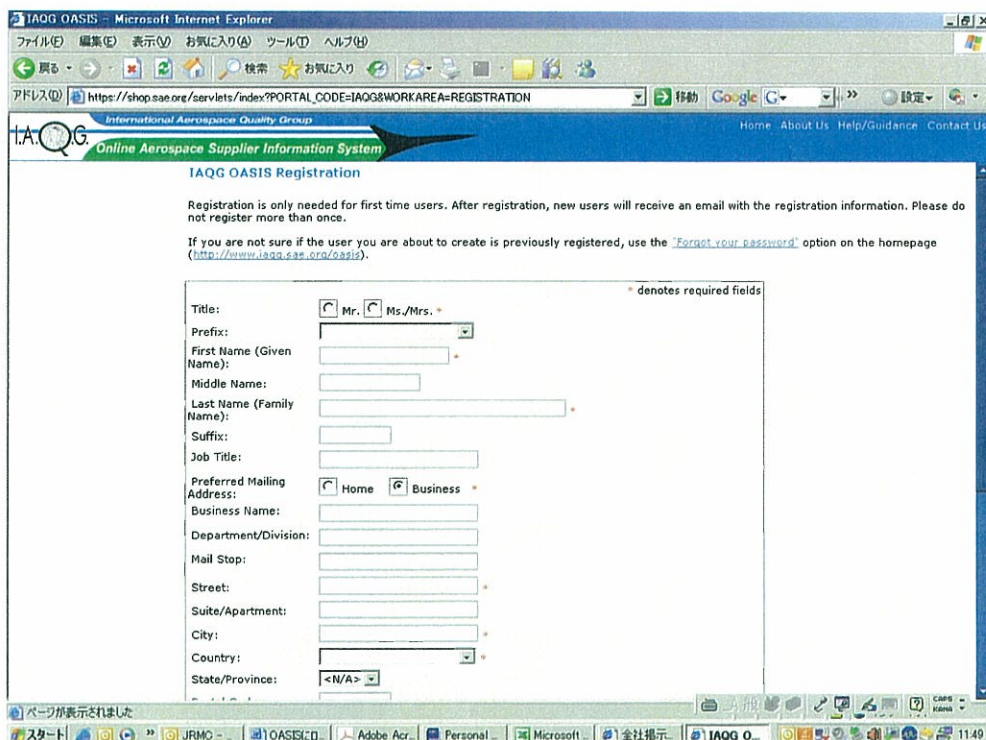 IAQG OASIS - Microsoft Internet Explorer
ファイル(F) 編集(E) 表示(V) お気に入り(A) ツール(T) ヘルプ(H)
戻る 検索 お気に入り
アドレス(D) https://shop.sae.org/servlets/index?PORTAL_CODE=IAQG&WORKAREA=REGISTRATION 移動 Google G 設定
International Aerospace Quality Group
Home About Us Help/Guidance Contact Us
I.A.Q.G.
Online Aerospace Supplier Information System
IAQG OASIS Registration
Registration is only needed for first time users. After registration, new users will receive an email with the registration information. Please do
not register more than once.
If you are not sure if the user you are about to create is previously registered, use the "Forgot your password" option on the homepage
(http://www.iaqg.sae.org/oasis).
* denotes required fields
Title: Mr. Ms./Mrs. *
Prefix:
First Name (Given
Name): *
Middle Name:
Last Name (Family
Name): *
Suffix:
Job Title:
Preferred Mailing
Address: Home Business *
Business Name:
Department/Division:
Mail Stop:
Street: *
Suite/Apartment:
City: *
Country: *
State/Province: <N/A>
ページが表示されました
CAPS
KANA
スタート JRMC - ... OASISにロ... Adobe Acr... Personal ... Microsoft ... 全社掲示... IAQG O... 11:49